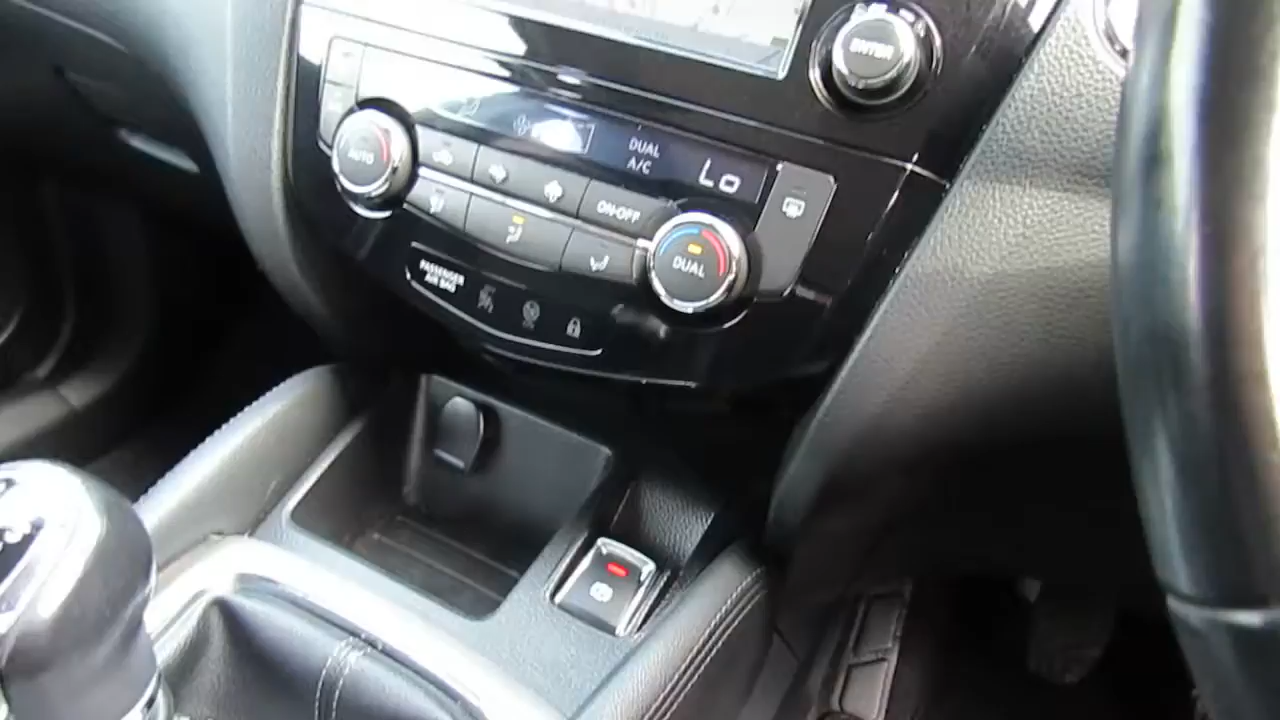 ENTER
DUAL
A/C
Lo
AUTO
ON·OFF
DUAL
PASSENGER
AIR BAG